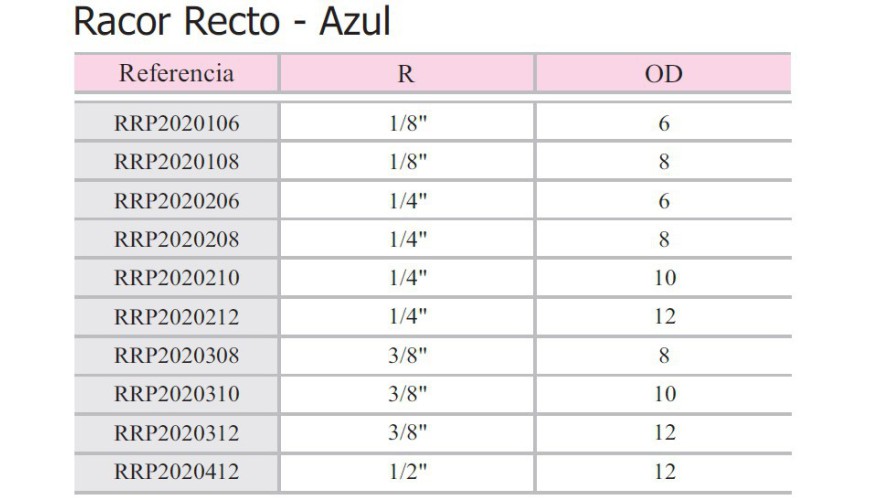 Racor Recto - Azul
Referencia R OD
RRP2020106 1/8" 6
RRP2020108 1/8" 8
RRP2020206 1/4" 6
RRP2020208 1/4" 8
RRP2020210 1/4" 10
RRP2020212 1/4" 12
RRP2020308 3/8" 8
RRP2020310 3/8" 10
RRP2020312 3/8" 12
RRP2020412 1/2" 12